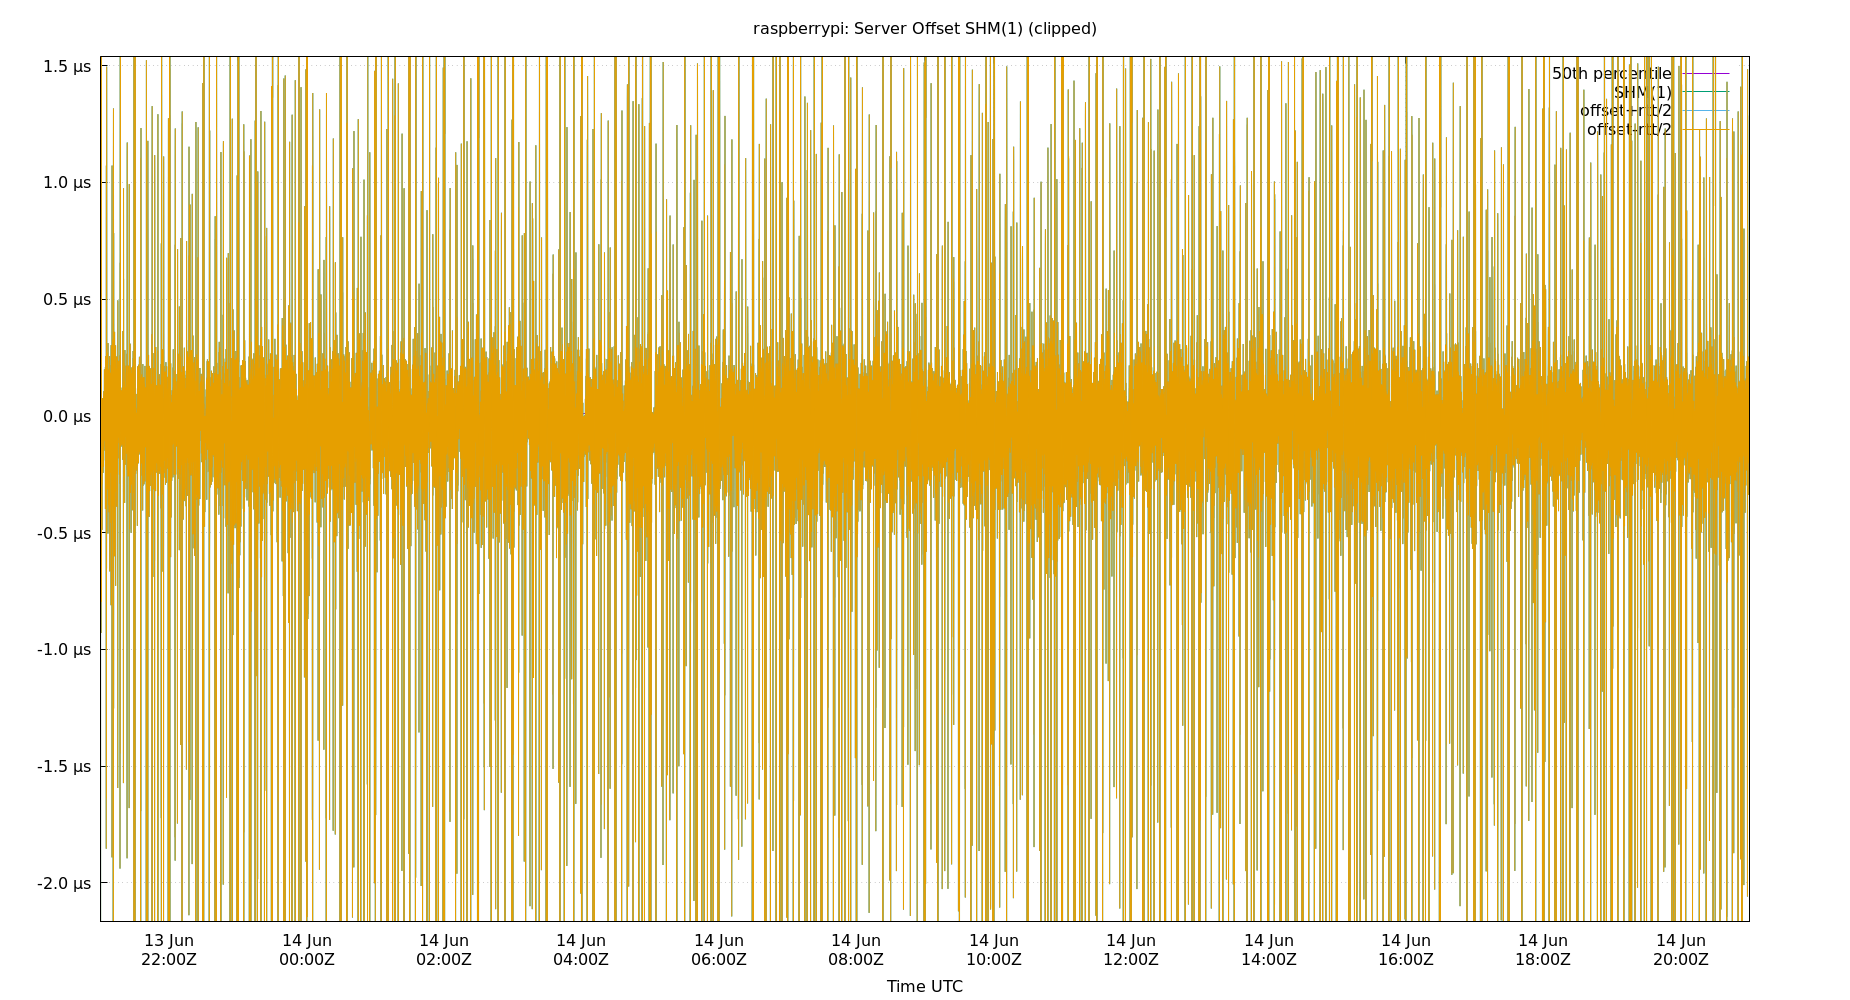 raspberrypi: Server Offset SHM(1) (clipped)
1.5 µs
1.0 µs
0.5 µs
0.0 µs
-0.5 µs
-1.0 µs
-1.5 µs
-2.0 µs
50th percentile
SHM(1)
offset+rtt/2
offset-rtt/2
13 Jun 14 Jun 14 Jun 14 Jun 14 Jun 14 Jun 14 Jun 14 Jun 14 Jun 14 Jun 14 Jun 14 Jun
22:00Z 00:00Z 02:00Z 04:00Z 06:00Z 08:00Z 10:00Z 12:00Z 14:00Z 16:00Z 18:00Z 20:00Z
Time UTC